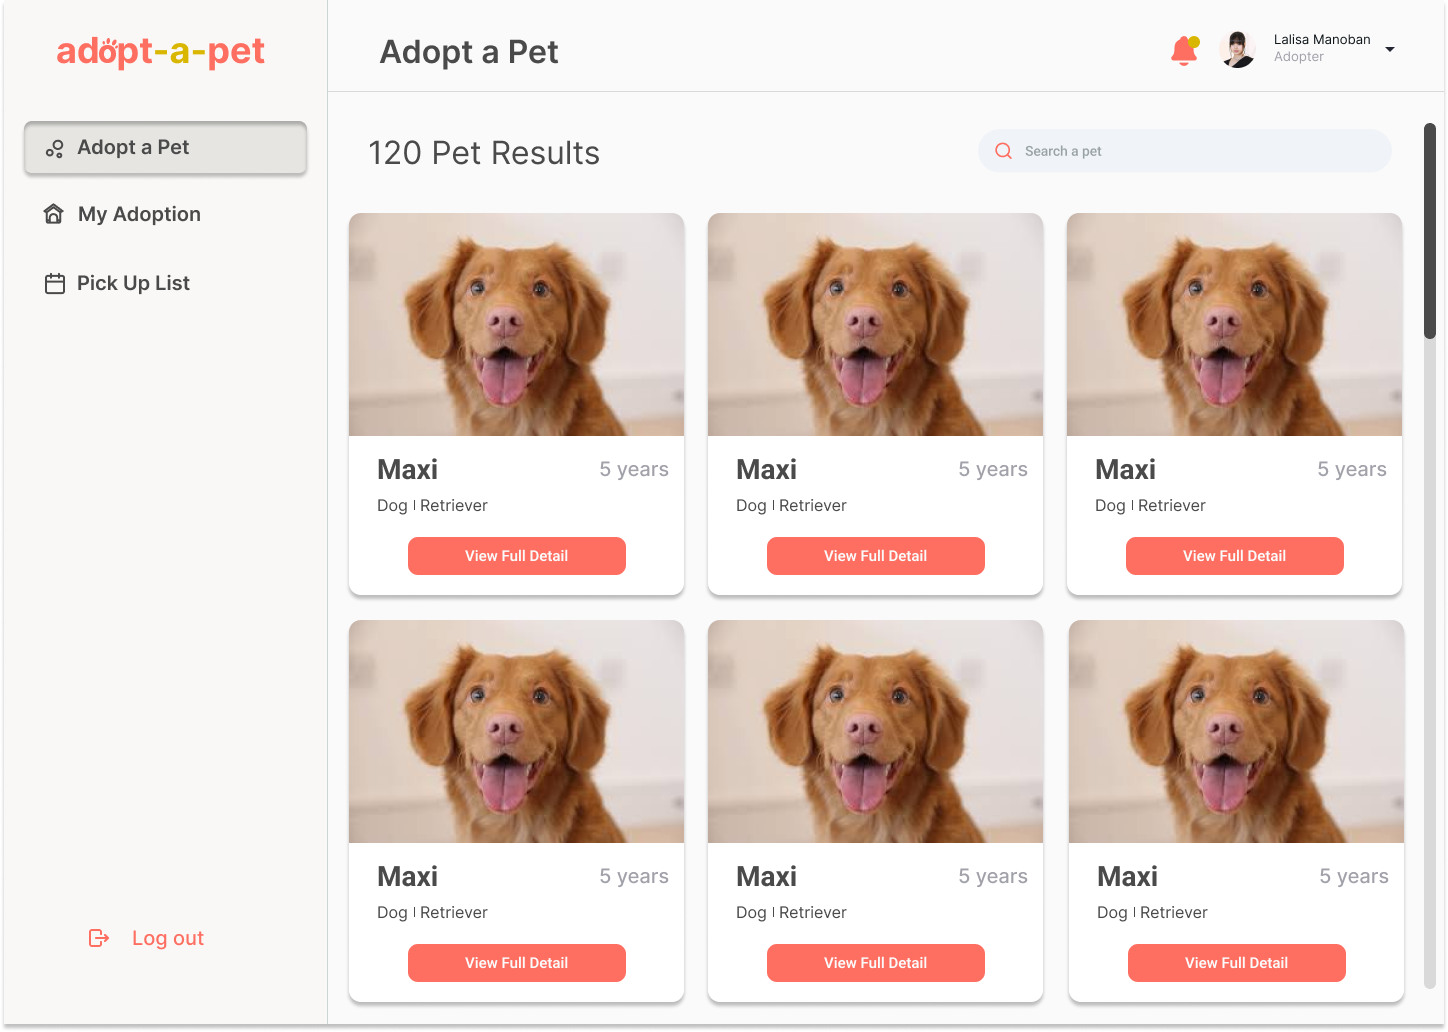 adopt-a-pet
Adopt a Pet
Lalisa Manoban
Adopter
Adopt a Pet
My Adoption
Pick Up List
Log out
120 Pet Results
Search a pet
Maxi 5 years
Dog | Retriever
View Full Detail
Maxi 5 years
Dog | Retriever
View Full Detail
Maxi 5 years
Dog | Retriever
View Full Detail
Maxi 5 years
Dog | Retriever
View Full Detail
Maxi 5 years
Dog | Retriever
View Full Detail
Maxi 5 years
Dog | Retriever
View Full Detail